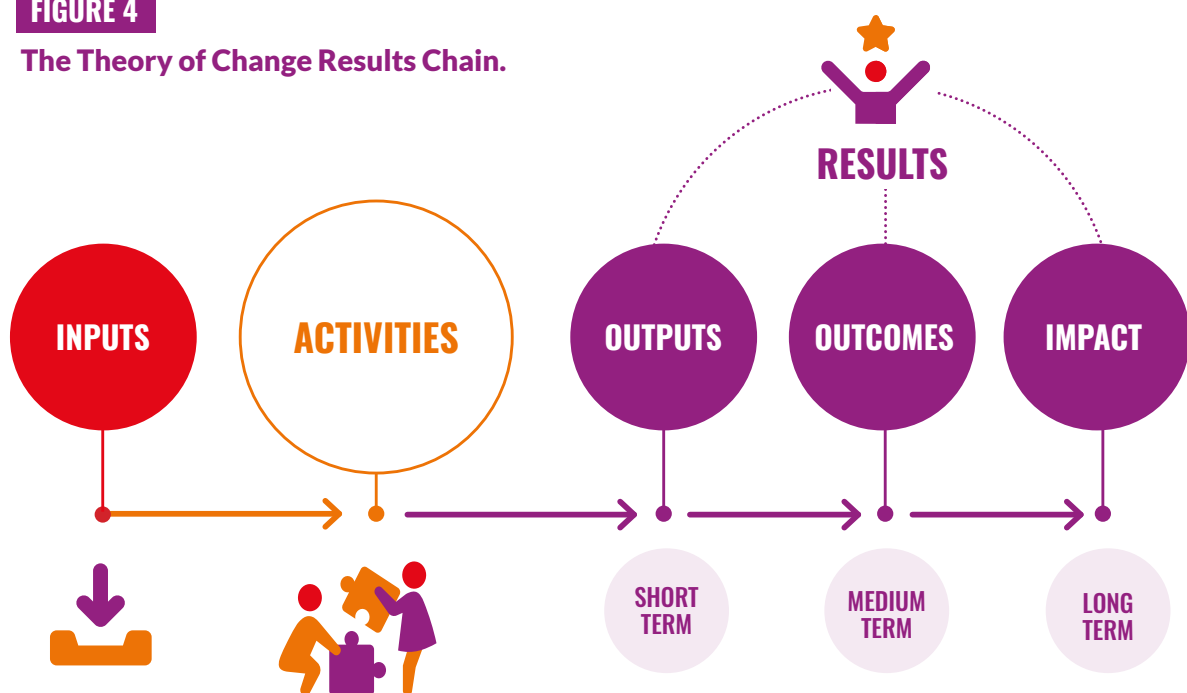 FIGURE 4
The Theory of Change Results Chain.
RESULTS
INPUTS
ACTIVITIES
OUTPUTS
OUTCOMES
IMPACT
SHORT
TERM
MEDIUM
TERM
LONG
TERM